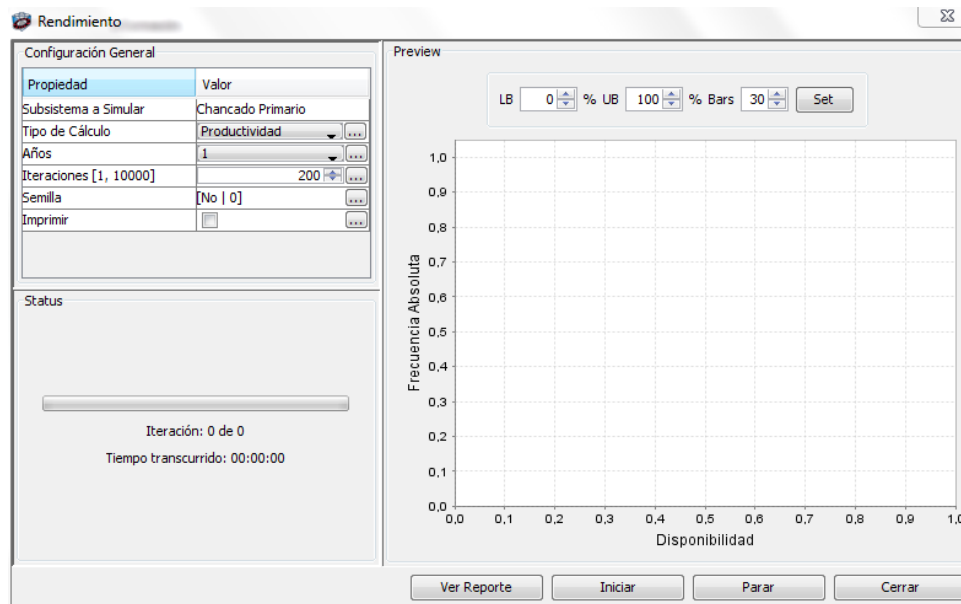 Rendimiento
Configuración General
Propiedad Valor
Subsistema a Simular Chancado Primario
Tipo de Cálculo Productividad ...
Años 1 ...
Iteraciones [1, 10000] 200 ...
Semilla [No | 0] ...
Imprimir ...
Status
Iteración: 0 de 0
Tiempo transcurrido: 00:00:00
Preview
LB 0 % UB 100 % Bars 30 Set
Frecuencia Absoluta
1,0
0,9
0,8
0,7
0,6
0,5
0,4
0,3
0,2
0,1
0,0
0,0 0,1 0,2 0,3 0,4 0,5 0,6 0,7 0,8 0,9 1,0
Disponibilidad
Ver Reporte Iniciar Parar Cerrar